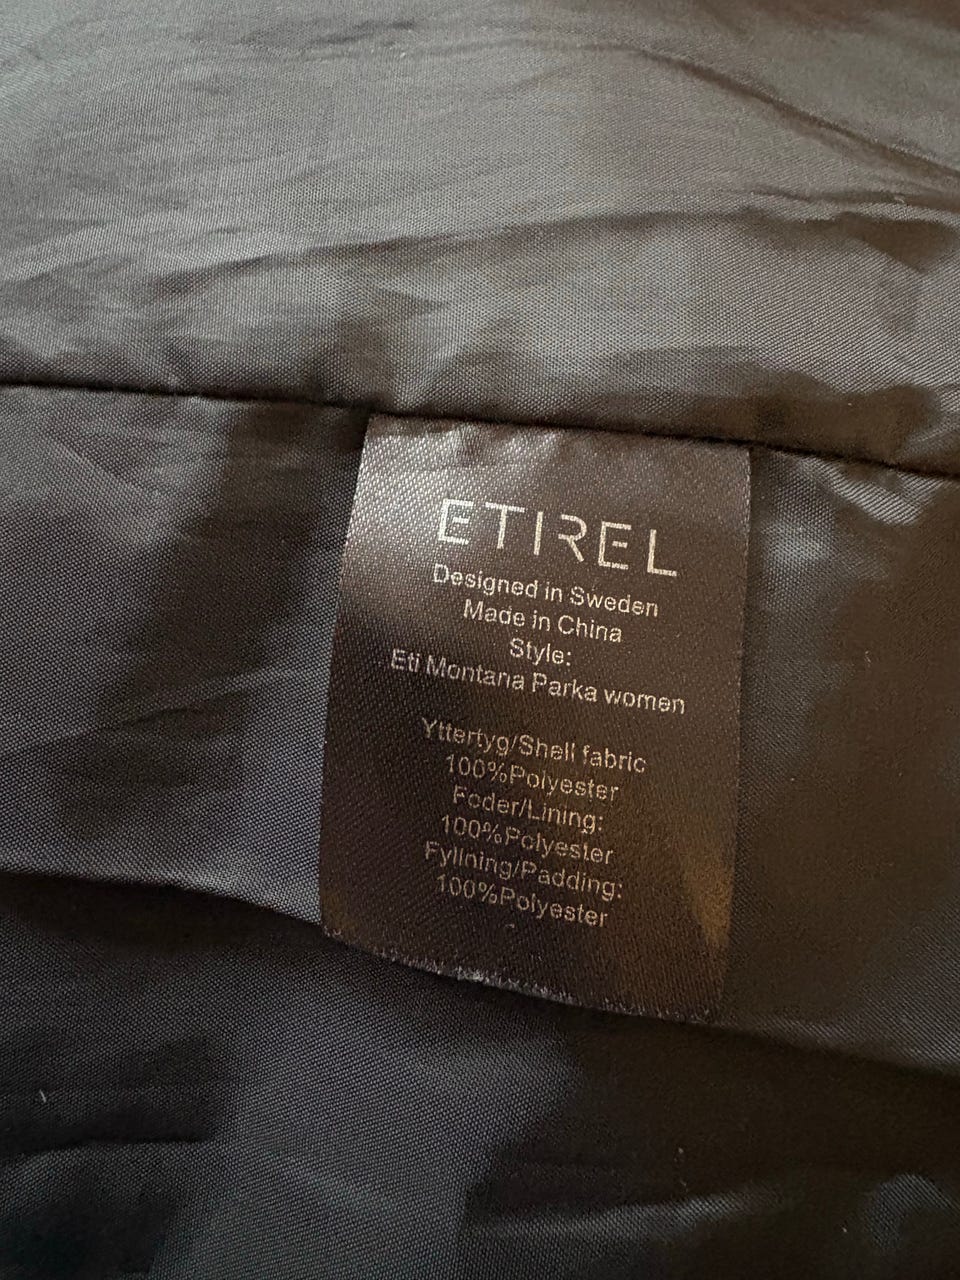 ETIREL
Designed in Sweden
Made in China
Style:
Eti Montana Parka women
Yttertyg/Shell fabric
100%Polyester
Foder/Lining:
100%Polyester
Fyllning/Padding:
100%Polyester